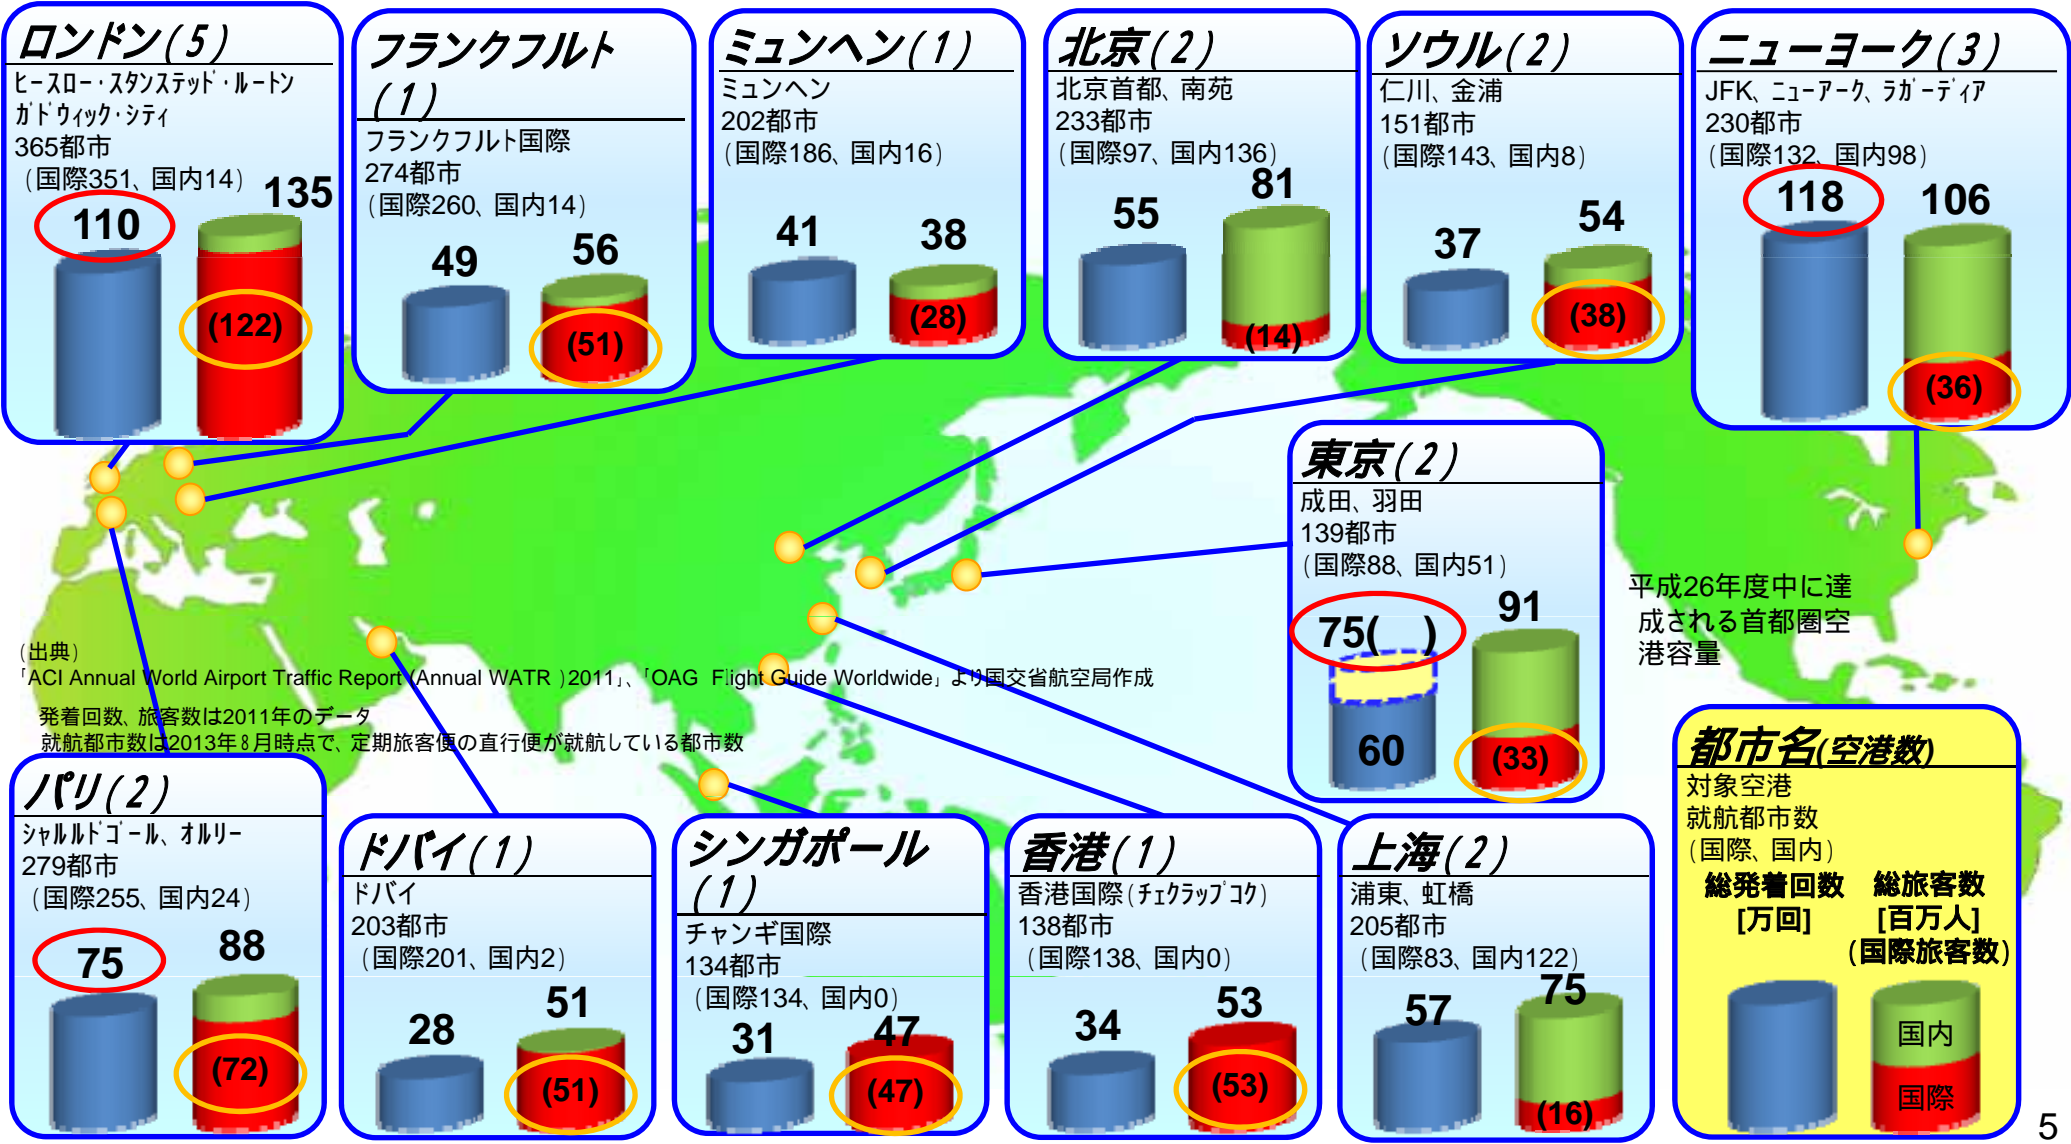 ロンドン(5)
ﾋｰｽﾛｰ・ｽﾀﾝｽﾃｯﾄﾞ・ﾙｰﾄﾝ
ｶﾞﾄﾞｳｨｯｸ・ｼﾃｨ
365都市
(国際351、国内14)
110
135
(122)
フランクフルト
(1)
フランクフルト国際
274都市
(国際260、国内14)
49
56
(51)
ミュンヘン(1)
ミュンヘン
202都市
(国際186、国内16)
41
38
(28)
北京(2)
北京首都、南苑
233都市
(国際97、国内136)
55
81
(14)
ソウル(2)
仁川、金浦
151都市
(国際143、国内8)
37
54
(38)
ニューヨーク(3)
JFK、ﾆｭｰｱｰｸ、ﾗｶﾞｰﾃﾞｨｱ
230都市
(国際132、国内98)
118
106
(36)
東京(2)
成田、羽田
139都市
(国際88、国内51)
75( )
91
60
(33)
平成26年度中に達
成される首都圏空
港容量
(出典)
「ACI Annual World Airport Traffic Report (Annual WATR )2011」、「OAG Flight Guide Worldwide」より国交省航空局作成
発着回数、旅客数は2011年のデータ
就航都市数は2013年8月時点で、定期旅客便の直行便が就航している都市数
パリ(2)
ｼｬﾙﾙﾄﾞｺﾞｰﾙ、ｵﾙﾘｰ
279都市
(国際255、国内24)
75
88
(72)
ドバイ(1)
ドバイ
203都市
(国際201、国内2)
28
51
(51)
シンガポール
(1)
チャンギ国際
134都市
(国際134、国内0)
31
47
(47)
香港(1)
香港国際(ﾁｪｸﾗｯﾌﾟｺｸ)
138都市
(国際138、国内0)
34
53
(53)
上海(2)
浦東、虹橋
205都市
(国際83、国内122)
57
75
(16)
都市名(空港数)
対象空港
就航都市数
(国際、国内)
総発着回数
[万回]
総旅客数
[百万人]
(国際旅客数)
国内
国際
5